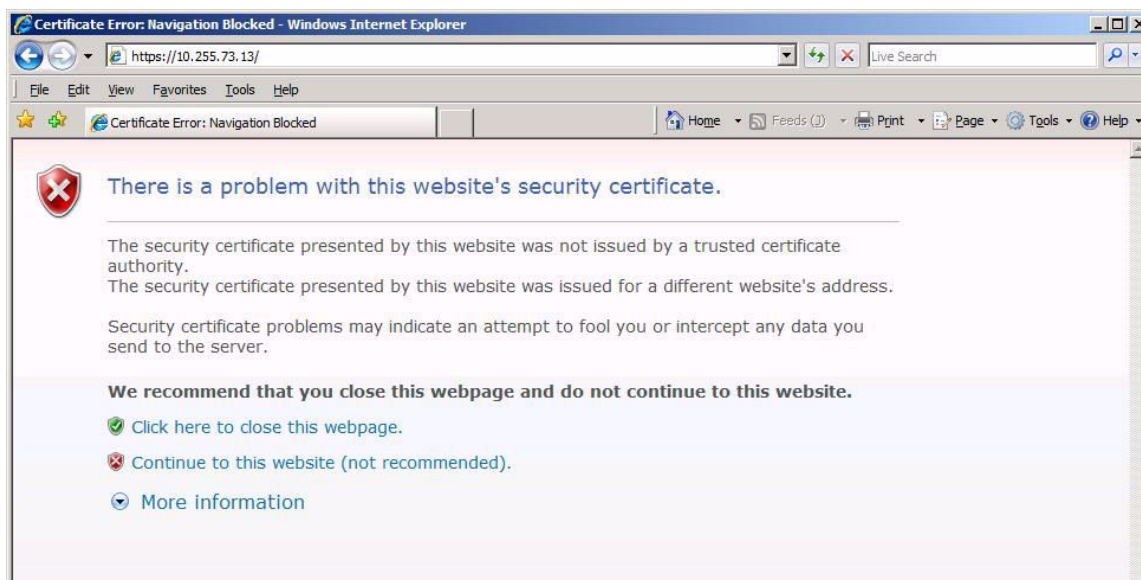 Certificate Error: Navigation Blocked - Windows Internet Explorer
https://10.255.73.13/
Live Search
File Edit View Favorites Tools Help
Certificate Error: Navigation Blocked
Home Feeds (J) Print Page Tools Help
There is a problem with this website's security certificate.
The security certificate presented by this website was not issued by a trusted certificate
authority.
The security certificate presented by this website was issued for a different website's address.
Security certificate problems may indicate an attempt to fool you or intercept any data you
send to the server.
We recommend that you close this webpage and do not continue to this website.
Click here to close this webpage.
Continue to this website (not recommended).
More information